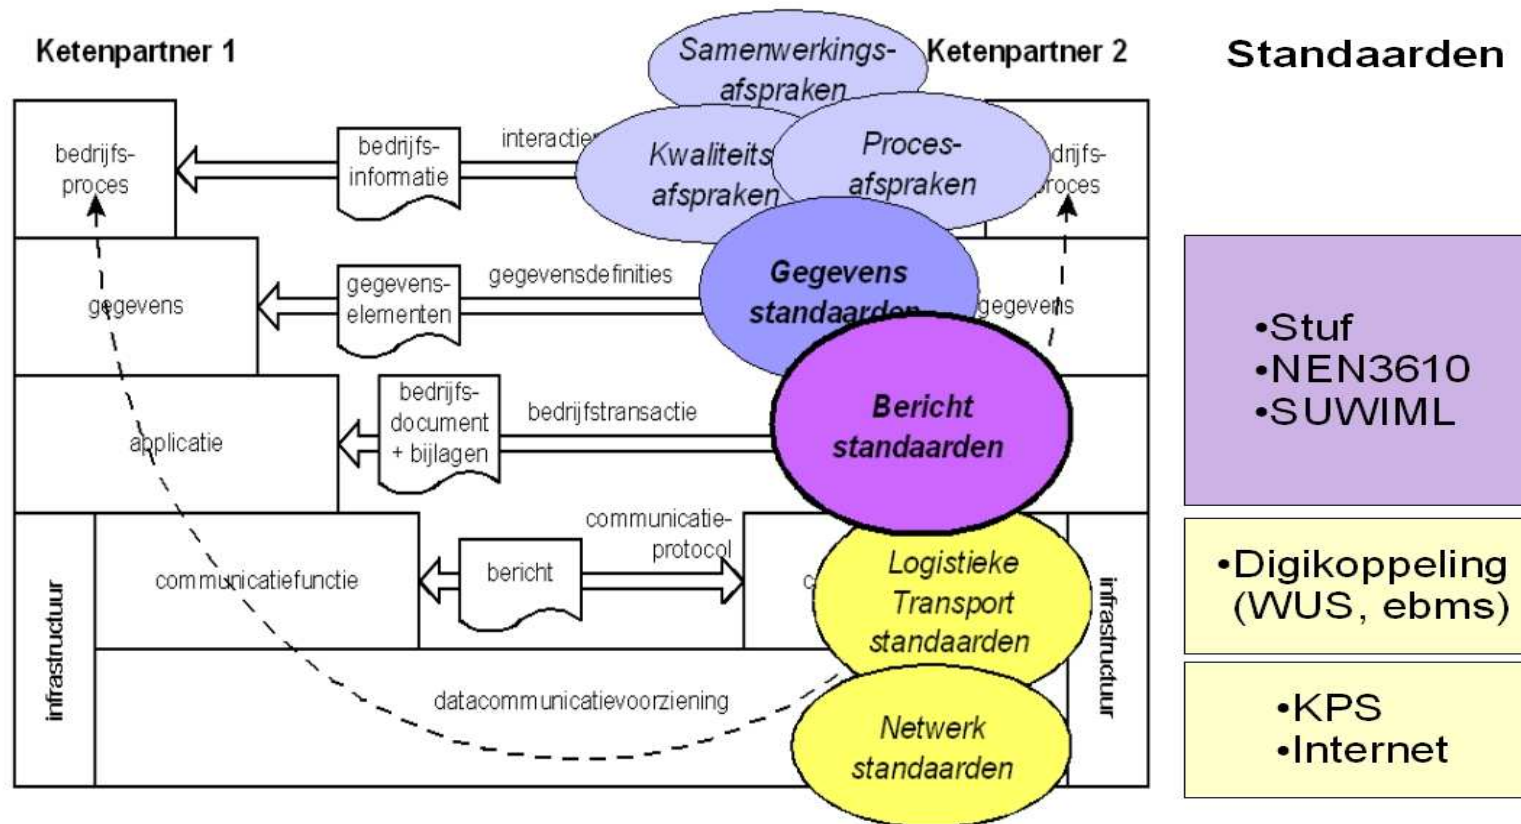 Ketenpartner 1
Samenwerkings-
afspraken
Ketenpartner 2
Standaarden
bedrijfs-
proces
bedrijfs-
informatie
interacties
Kwaliteits
afspraken
Proces-
afspraken
gegevens
gegevens-
elementen
gegevensdefinities
Gegevens
standaarden
gegevens
applicatie
bedrijfs-
document
+ bijlagen
bedrijfstransactie
Bericht
standaarden
infrastructuur
communicatiefunctie
bericht
communicatie-
protocol
Logistieke
Transport
standaarden
infrastructuur
datacommunicatievoorziening
Netwerk
standaarden
•Stuf
•NEN3610
•SUWIML
•Digikoppeling
(WUS, ebms)
•KPS
•Internet